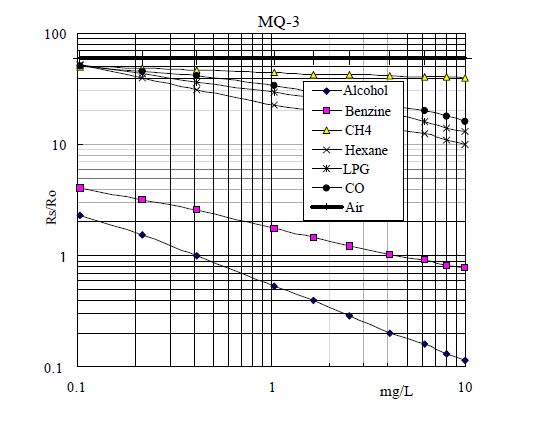 MQ-3
100
10
1
0.1
Rs/Ro
Alcohol
Benzine
CH4
Hexane
LPG
CO
Air
0.1
1
10
mg/L